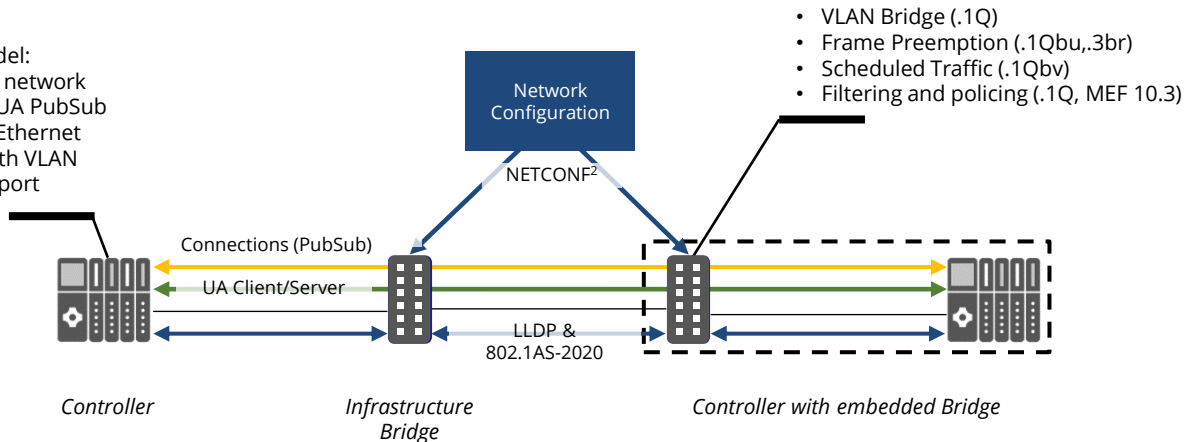 • VLAN Bridge (.1Q)
• Frame Preemption (.1Qbu,.3br)
• Scheduled Traffic (.1Qbv)
• Filtering and policing (.1Q, MEF 10.3)
del:
network
UA PubSub
Ethernet
th VLAN
port
Network
Configuration
NETCONF2
Connections (PubSub)
UA Client/Server
LLDP &
802.1AS-2020
Controller
Infrastructure
Bridge
Controller with embedded Bridge